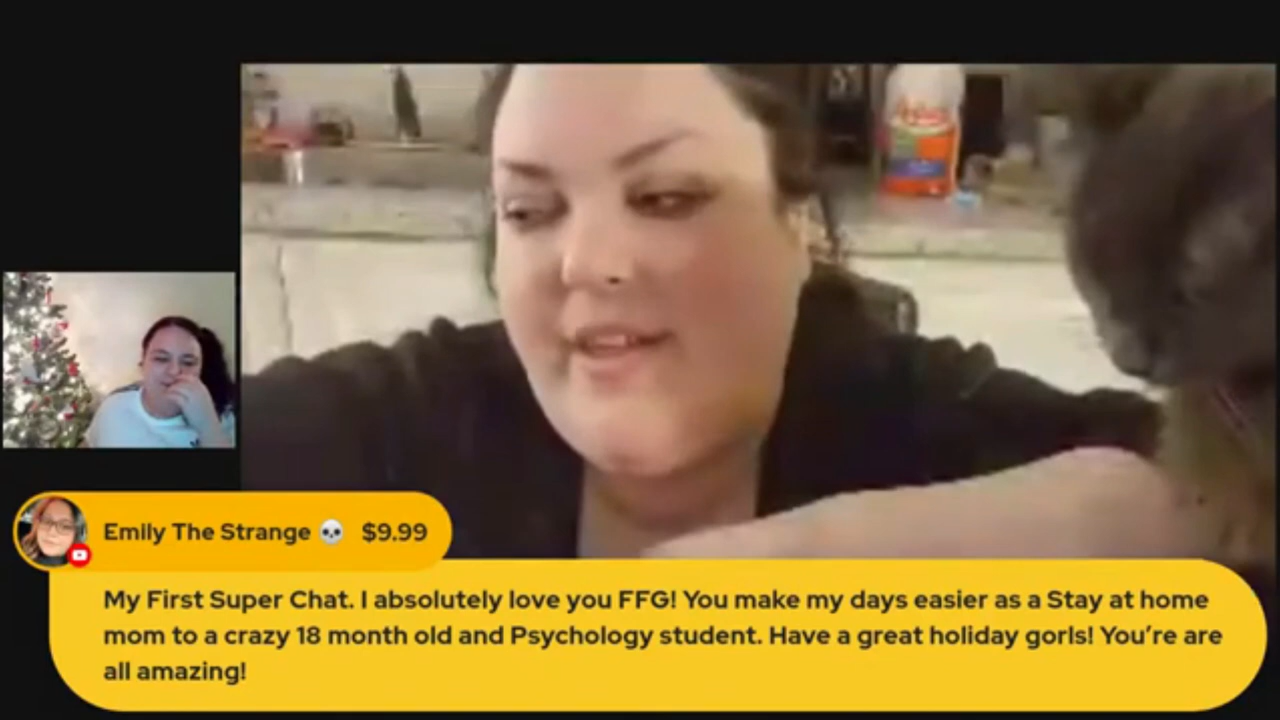 Emily The Strange 💀 $9.99
My First Super Chat. I absolutely love you FFG! You make my days easier as a Stay at home
mom to a crazy 18 month old and Psychology student. Have a great holiday gorls! You're are
all amazing!